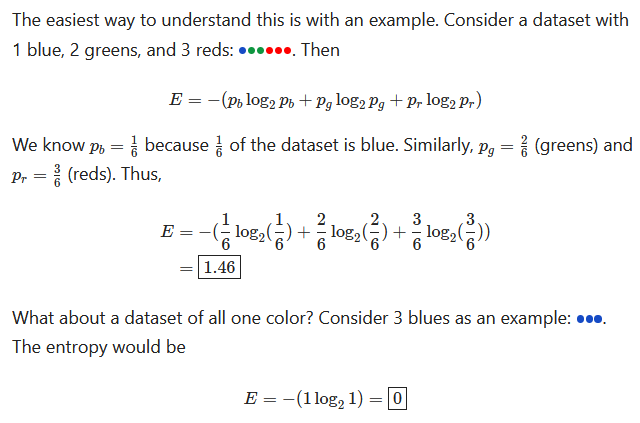 The easiest way to understand this is with an example. Consider a dataset with
1 blue, 2 greens, and 3 reds: ●●●●●●. Then
E = −(p_b log₂ p_b + p_g log₂ p_g + p_r log₂ p_r)
We know p_b = 1/6 because 1/6 of the dataset is blue. Similarly, p_g = 2/6 (greens) and
p_r = 3/6 (reds). Thus,
E = −(1/6 log₂(1/6) + 2/6 log₂(2/6) + 3/6 log₂(3/6))
= 1.46
What about a dataset of all one color? Consider 3 blues as an example: ●●●.
The entropy would be
E = −(1 log₂ 1) = 0